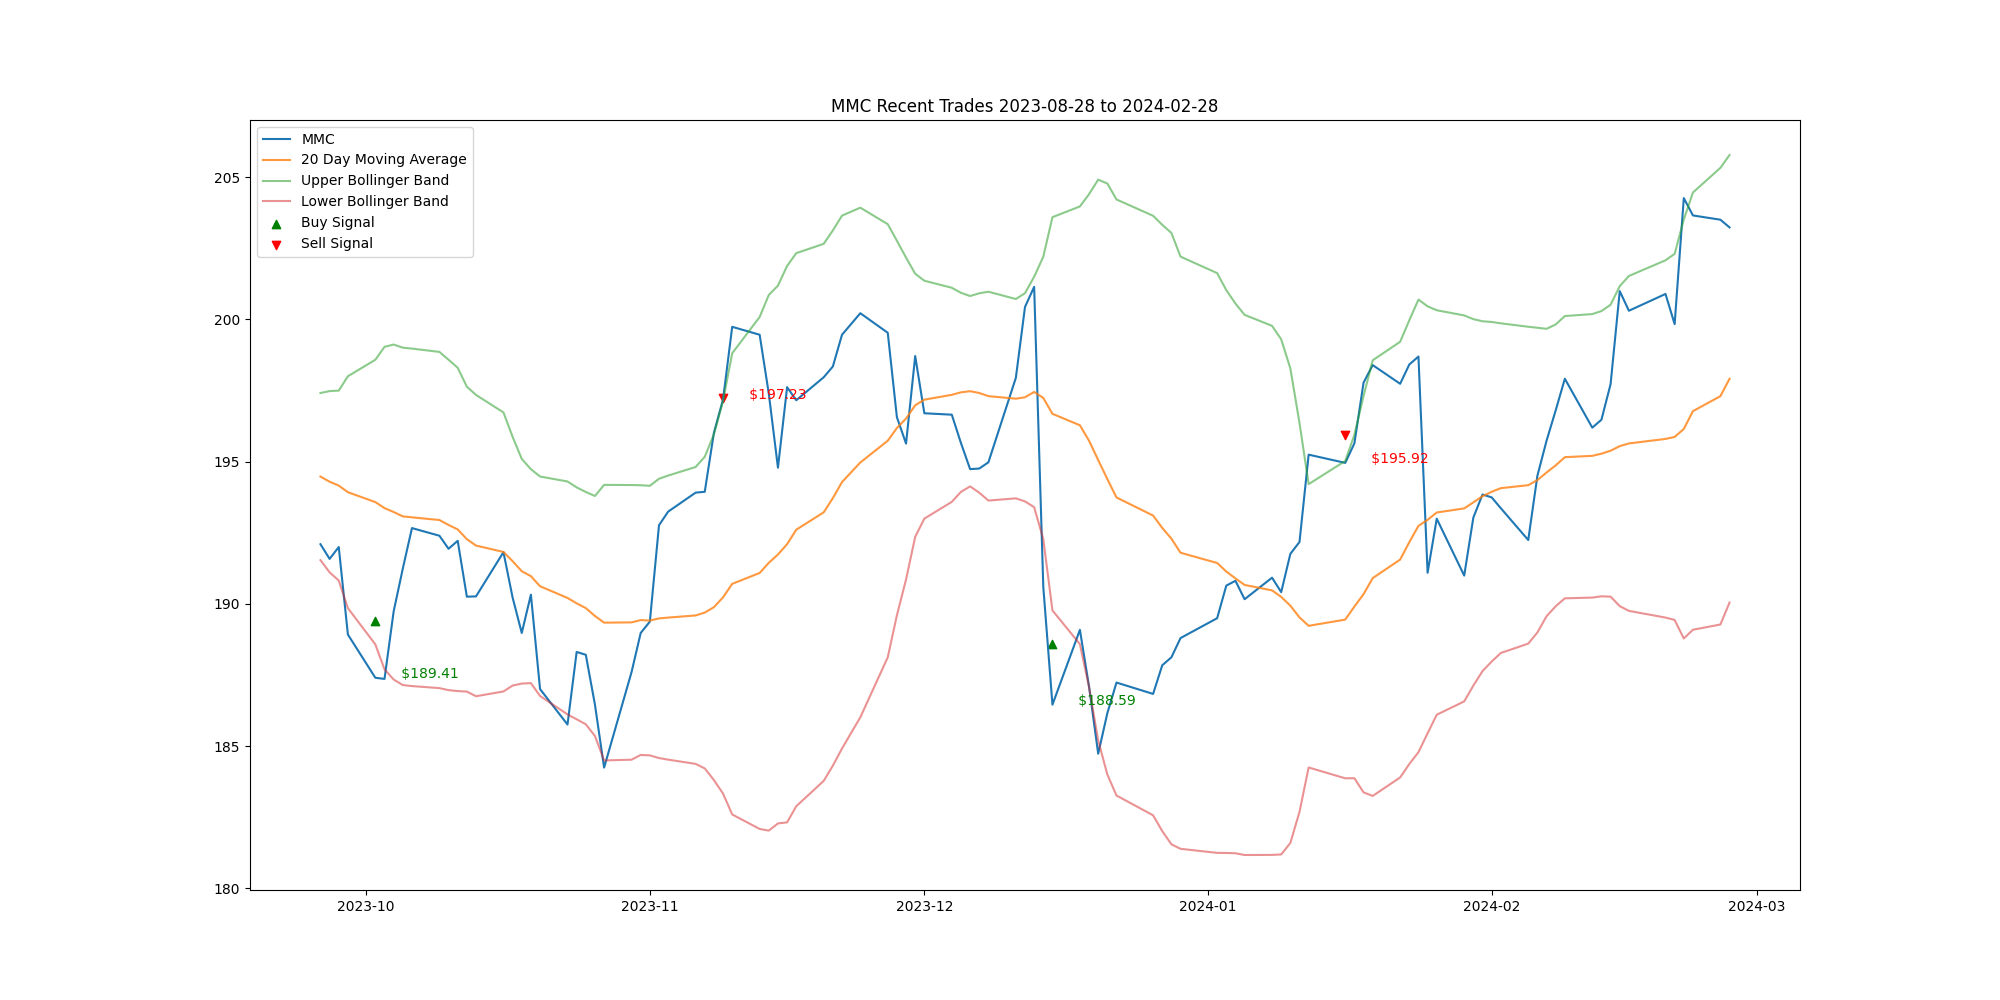 MMC Recent Trades 2023-08-28 to 2024-02-28
MMC
20 Day Moving Average
Upper Bollinger Band
Lower Bollinger Band
Buy Signal
Sell Signal
205
200
195
190
185
180
$189.41
$197.23
$188.59
$195.92
2023-10
2023-11
2023-12
2024-01
2024-02
2024-03